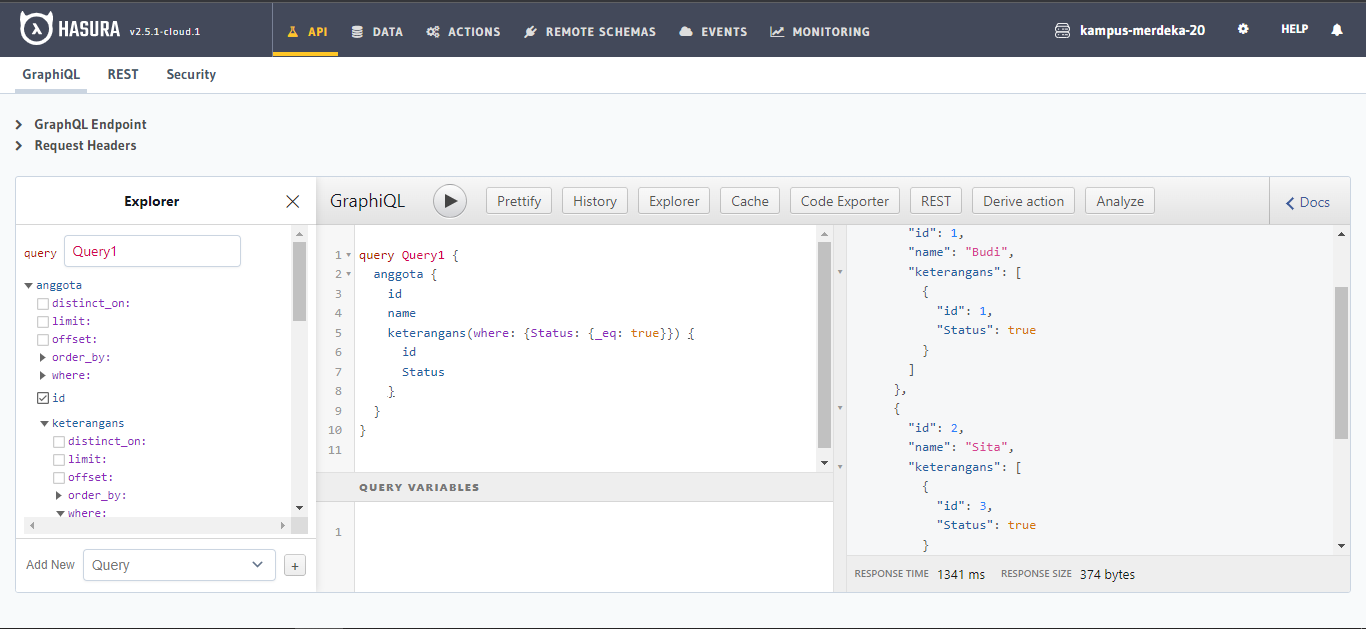 HASURA v2.5.1-cloud.1 API DATA ACTIONS REMOTE SCHEMAS EVENTS MONITORING kampus-merdeka-20 HELP
GraphiQL REST Security
GraphQL Endpoint
Request Headers
Explorer
query Query1
anggota
distinct_on:
limit:
offset:
order_by:
where:
id
keterangans
distinct_on:
limit:
offset:
order_by:
where:
Add New Query +
GraphiQL Prettify History Explorer Cache Code Exporter REST Derive action Analyze Docs
1 query Query1 {
2 anggota {
3 id
4 name
5 keterangans(where: {Status: {_eq: true}}) {
6 id
7 Status
8 }
9 }
10 }
11
QUERY VARIABLES
1
"id": 1,
"name": "Budi",
"keterangans": [
{
"id": 1,
"Status": true
}
]
},
{
"id": 2,
"name": "Sita",
"keterangans": [
{
"id": 3,
"Status": true
}
RESPONSE TIME 1341 ms RESPONSE SIZE 374 bytes